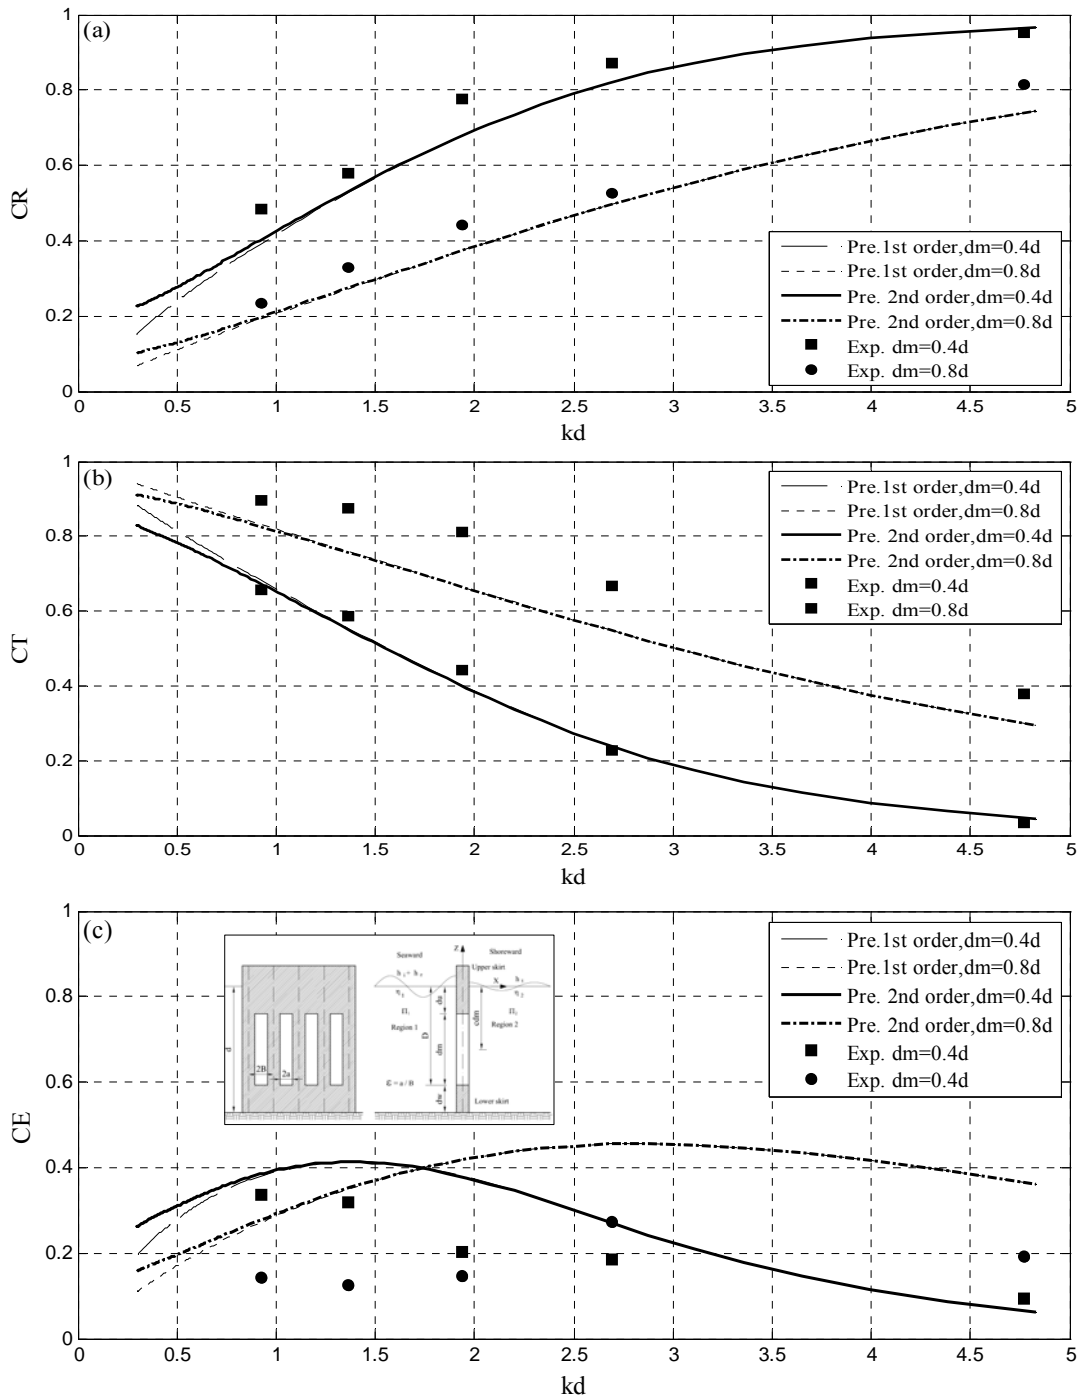 (a)
1
0.8
0.6
0.4
0.2
0
CR
Pre.1st order,dm=0.4d
Pre.1st order,dm=0.8d
Pre. 2nd order,dm=0.4d
Pre. 2nd order,dm=0.8d
Exp. dm=0.4d
Exp. dm=0.8d
0 0.5 1 1.5 2 2.5 3 3.5 4 4.5 5
kd
(b)
1
0.8
0.6
0.4
0.2
0
CT
Pre.1st order,dm=0.4d
Pre.1st order,dm=0.8d
Pre. 2nd order,dm=0.4d
Pre. 2nd order,dm=0.8d
Exp. dm=0.4d
Exp. dm=0.8d
0 0.5 1 1.5 2 2.5 3 3.5 4 4.5 5
kd
(c)
1
0.8
0.6
0.4
0.2
0
CE
Seaward Z Shoreward
Upper skirt
X
Region 1 Region 2
d
D
du
dm
dw
cdm
2B 2a
ε = a / B
Lower skirt
Pre.1st order,dm=0.4d
Pre.1st order,dm=0.8d
Pre. 2nd order,dm=0.4d
Pre. 2nd order,dm=0.8d
Exp. dm=0.4d
Exp. dm=0.4d
0 0.5 1 1.5 2 2.5 3 3.5 4 4.5 5
kd